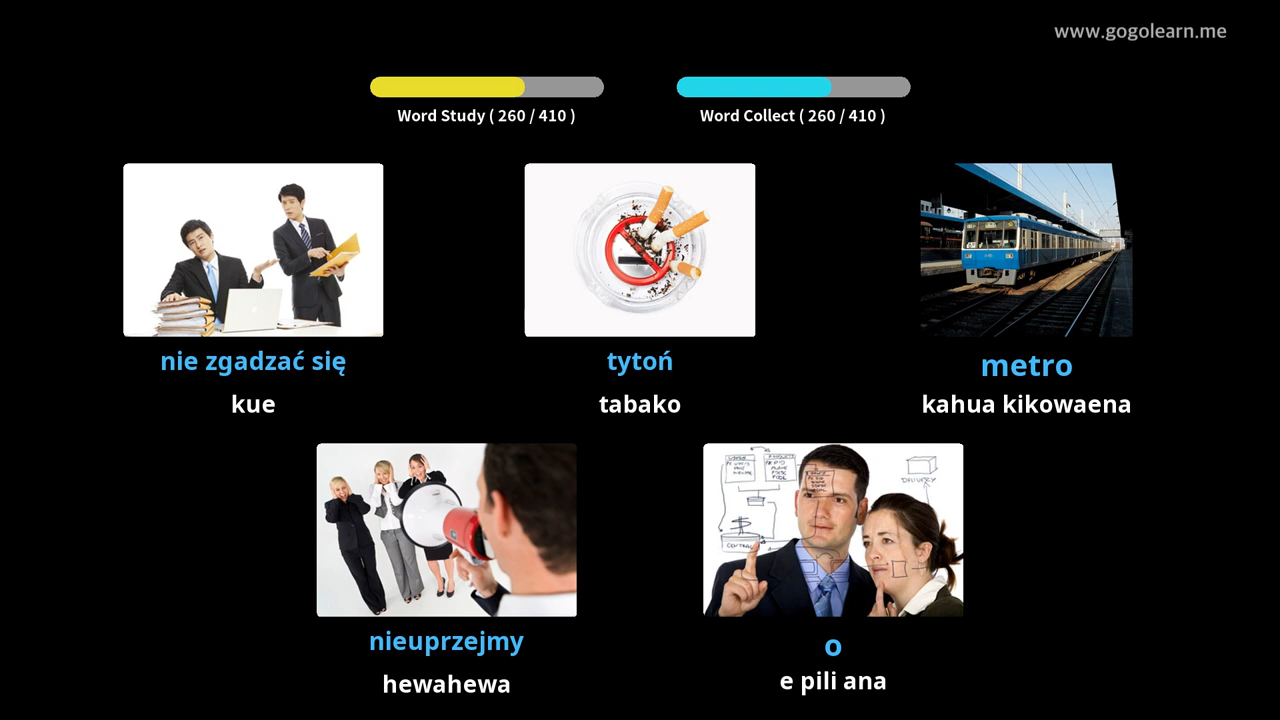 www.gogolearn.me
Word Study ( 260 / 410 )
Word Collect ( 260 / 410 )
nie zgadzać się
kue
tytoń
tabako
metro
kahua kikowaena
nieuprzejmy
hewahewa
DELIVERY
o
e pili ana